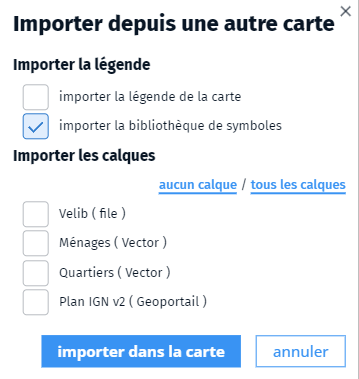 Importer depuis une autre carte
Importer la légende
importer la légende de la carte
importer la bibliothèque de symboles
Importer les calques
aucun calque / tous les calques
Velib ( file )
Ménages ( Vector )
Quartiers ( Vector )
Plan IGN v2 ( Geoportail )
importer dans la carte annuler